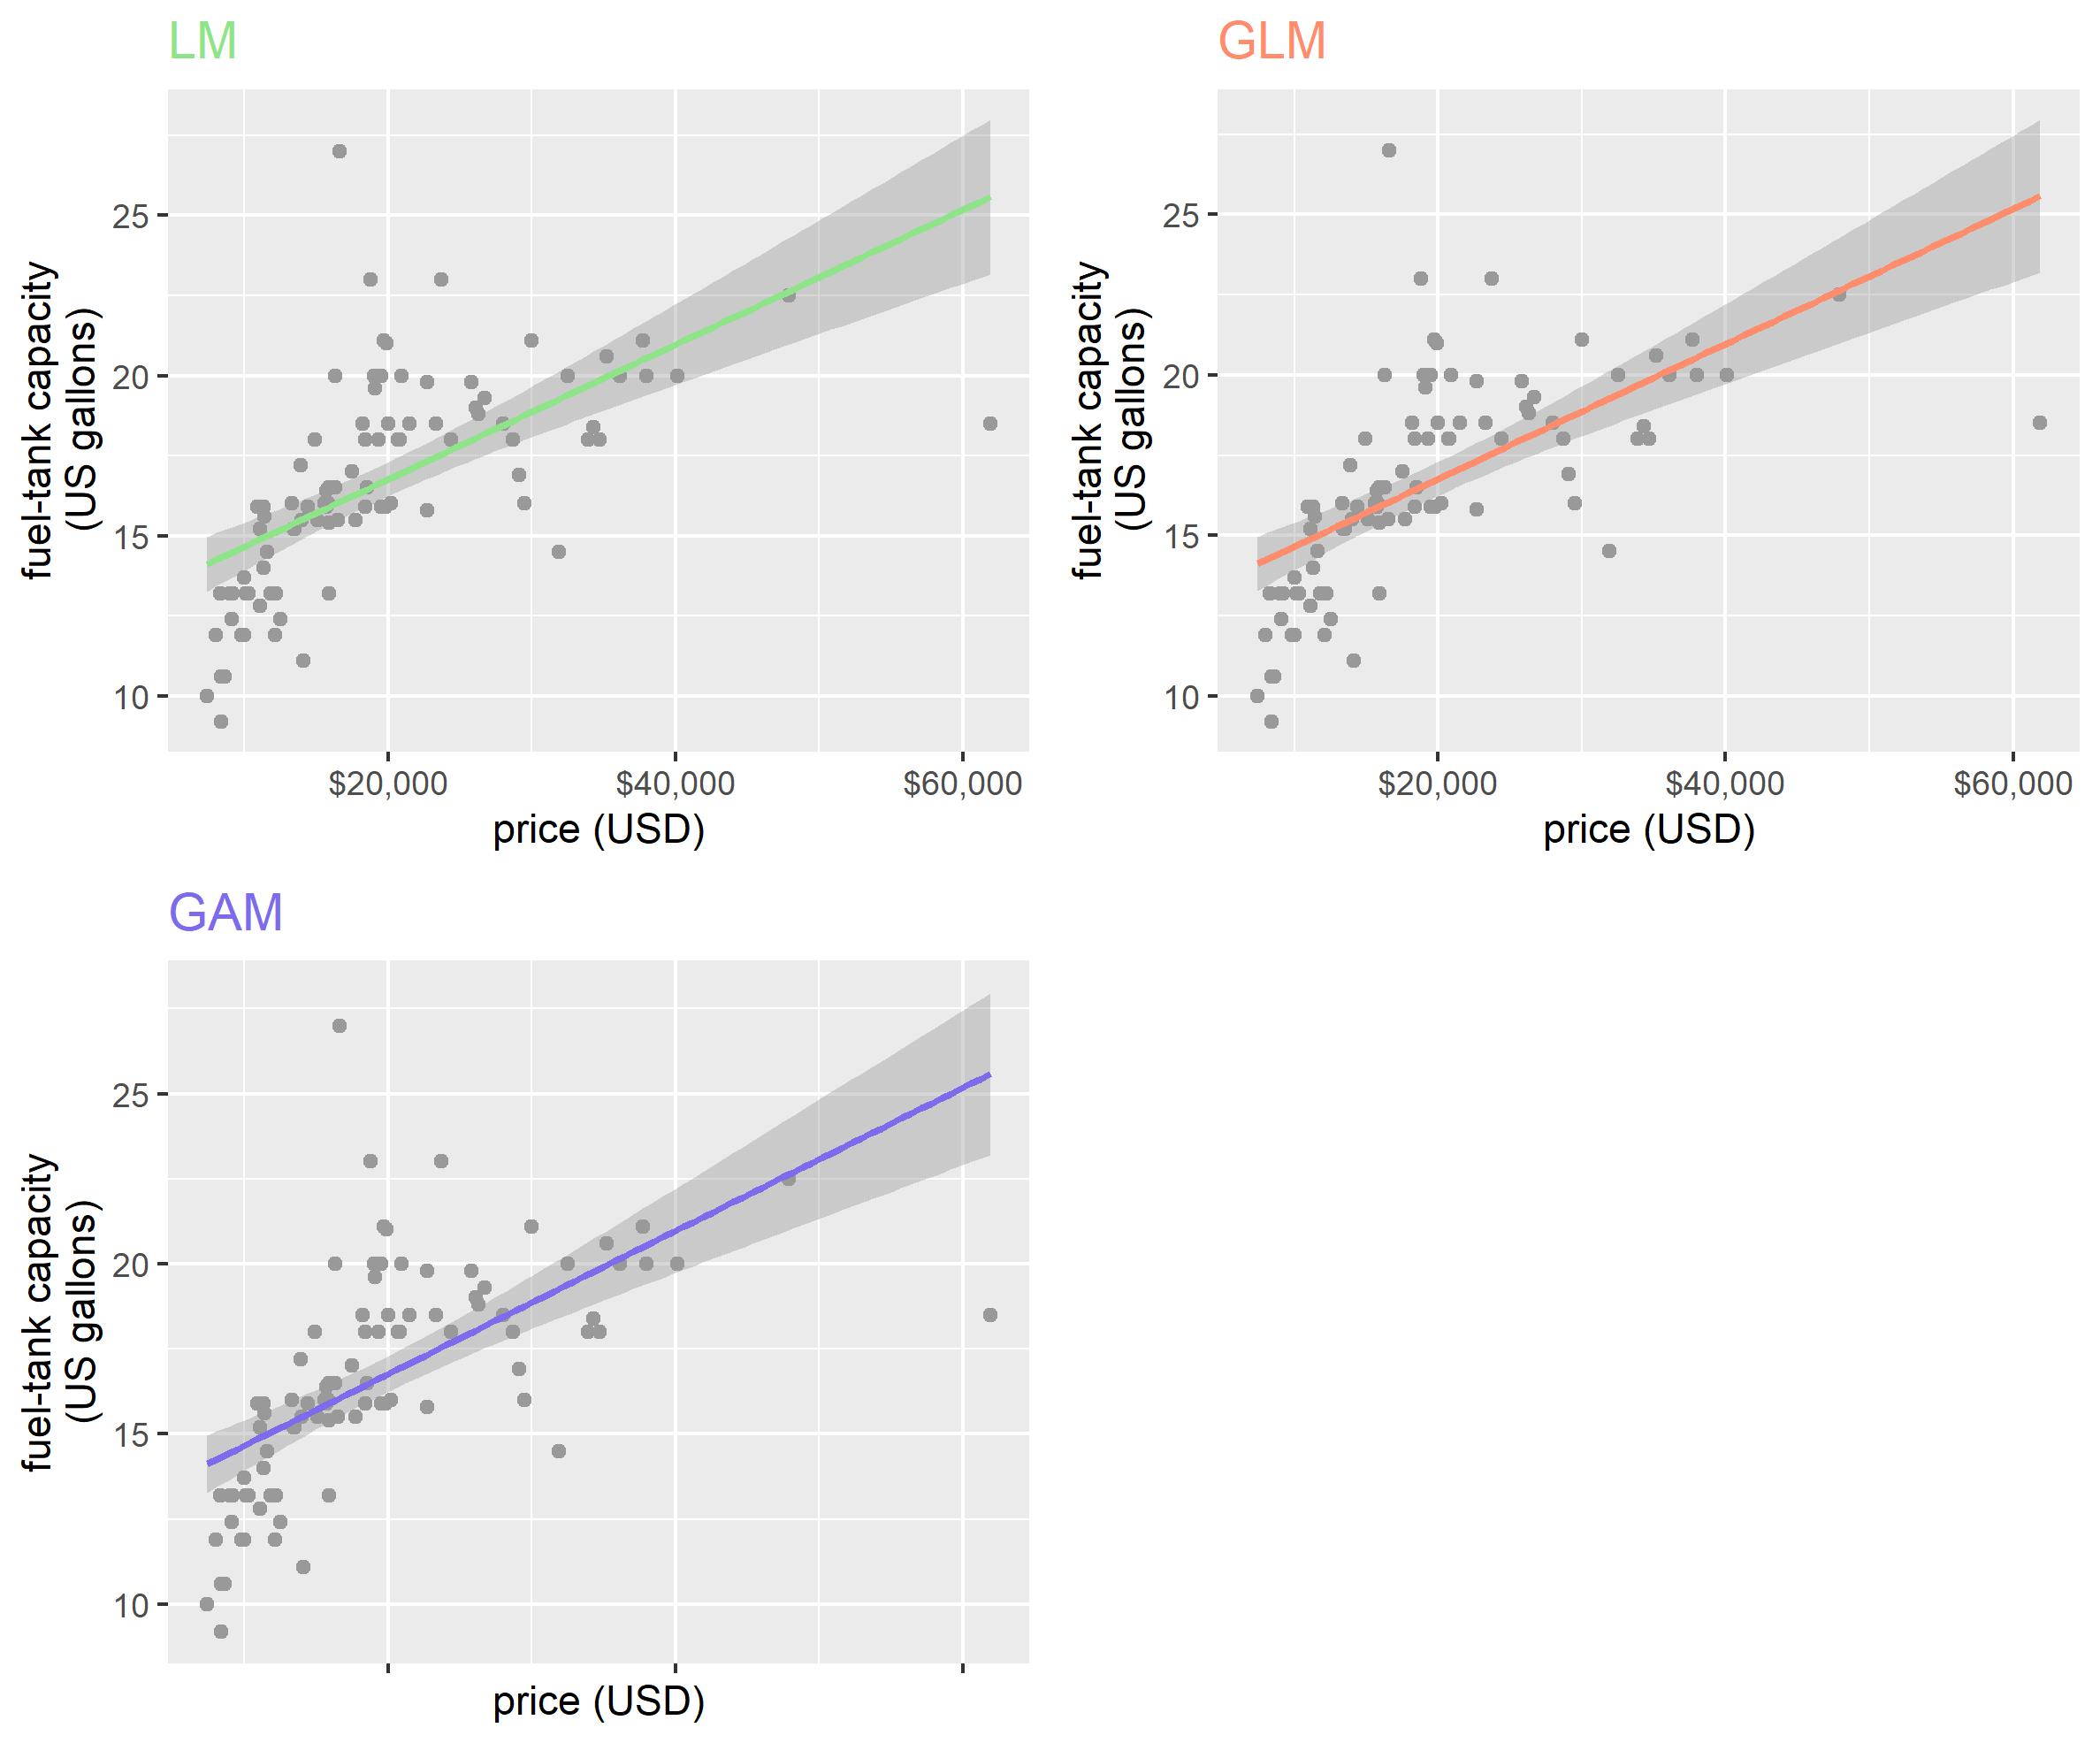 LM
fuel-tank capacity
(US gallons)
25
20
15
10
$20,000
$40,000
$60,000
price (USD)
GLM
fuel-tank capacity
(US gallons)
25
20
15
10
$20,000
$40,000
$60,000
price (USD)
GAM
fuel-tank capacity
(US gallons)
25
20
15
10
price (USD)